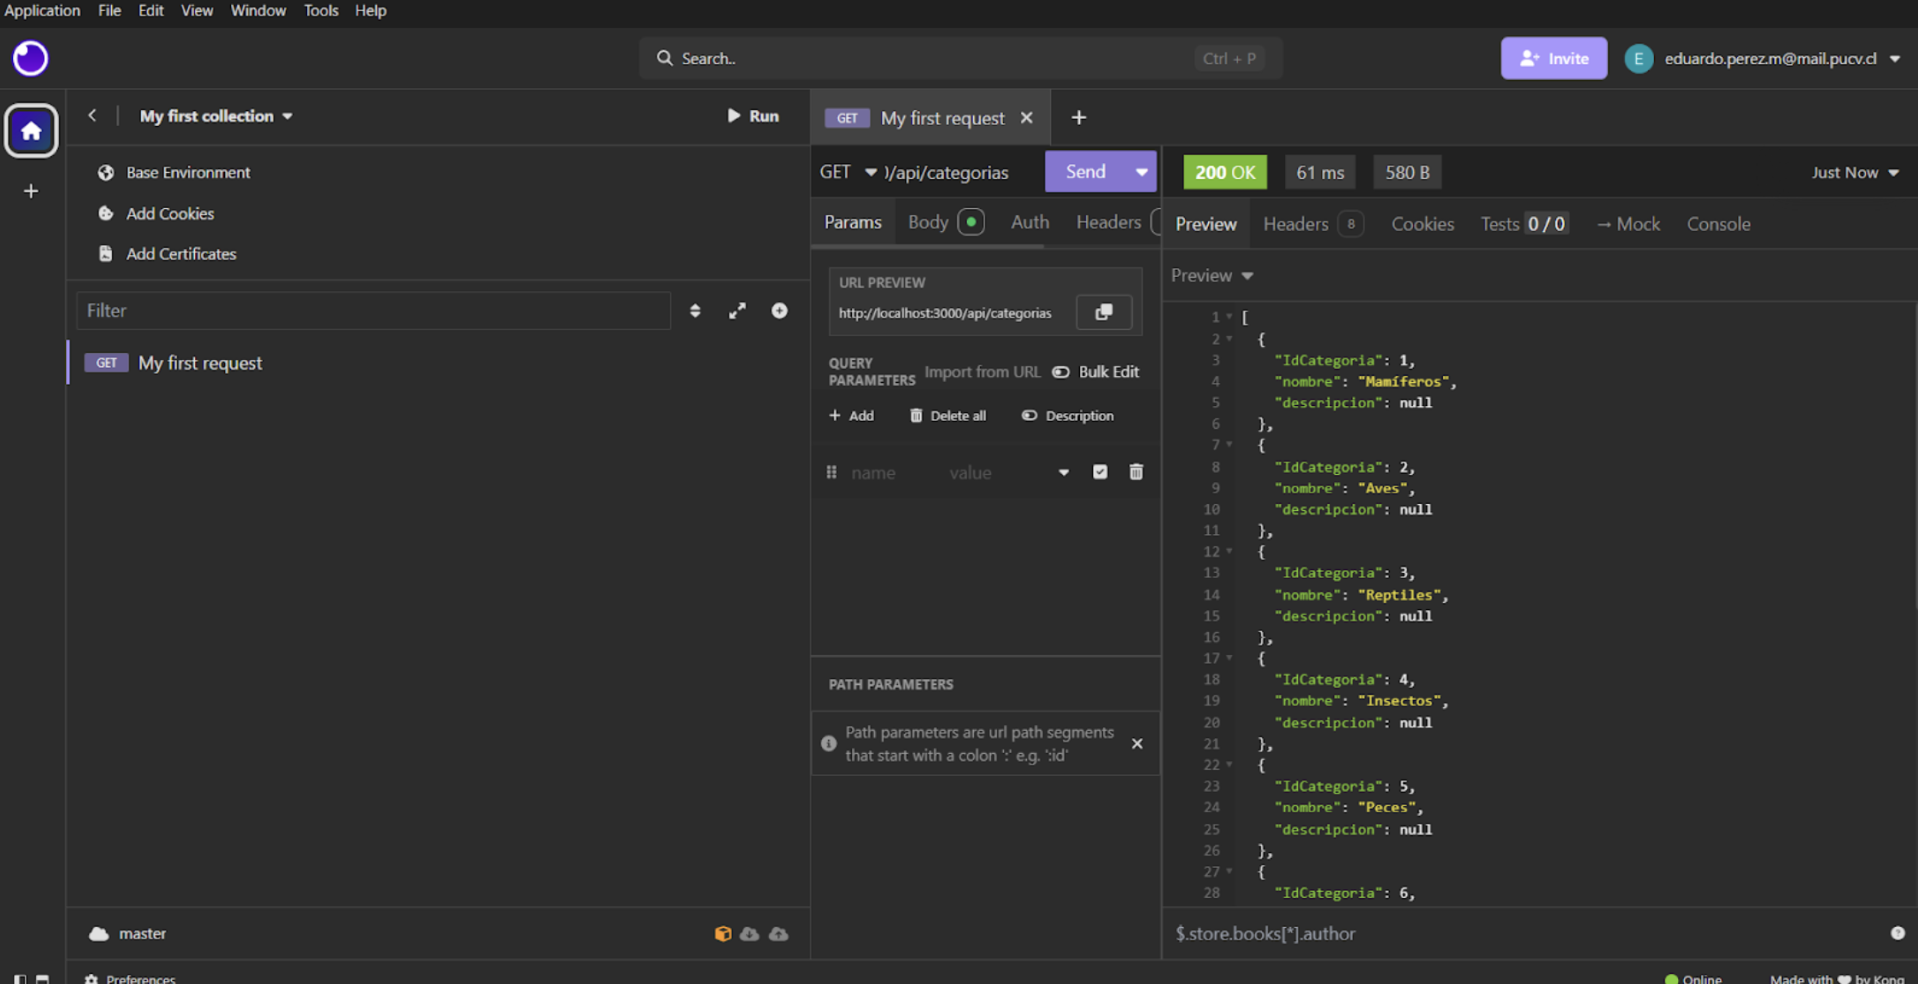 Application File Edit View Window Tools Help
Search.. Ctrl + P
Invite
E eduardo.perez.m@mail.pucv.cl
My first collection
Run
Base Environment
Add Cookies
Add Certificates
Filter
GET My first request
master
Preferences
GET My first request
GET )/api/categorias Send
Params Body Auth Headers
URL PREVIEW
http://localhost:3000/api/categorias
QUERY PARAMETERS Import from URL Bulk Edit
+ Add Delete all Description
name value
PATH PARAMETERS
Path parameters are url path segments
that start with a colon ':' e.g. ':id'
200 OK 61 ms 580 B Just Now
Preview Headers 8 Cookies Tests 0 / 0 → Mock Console
Preview
1 [
2 {
3 "IdCategoria": 1,
4 "nombre": "Mamíferos",
5 "descripcion": null
6 },
7 {
8 "IdCategoria": 2,
9 "nombre": "Aves",
10 "descripcion": null
11 },
12 {
13 "IdCategoria": 3,
14 "nombre": "Reptiles",
15 "descripcion": null
16 },
17 {
18 "IdCategoria": 4,
19 "nombre": "Insectos",
20 "descripcion": null
21 },
22 {
23 "IdCategoria": 5,
24 "nombre": "Peces",
25 "descripcion": null
26 },
27 {
28 "IdCategoria": 6,
$.store.books[*].author
Online Made with ♥ by Kong